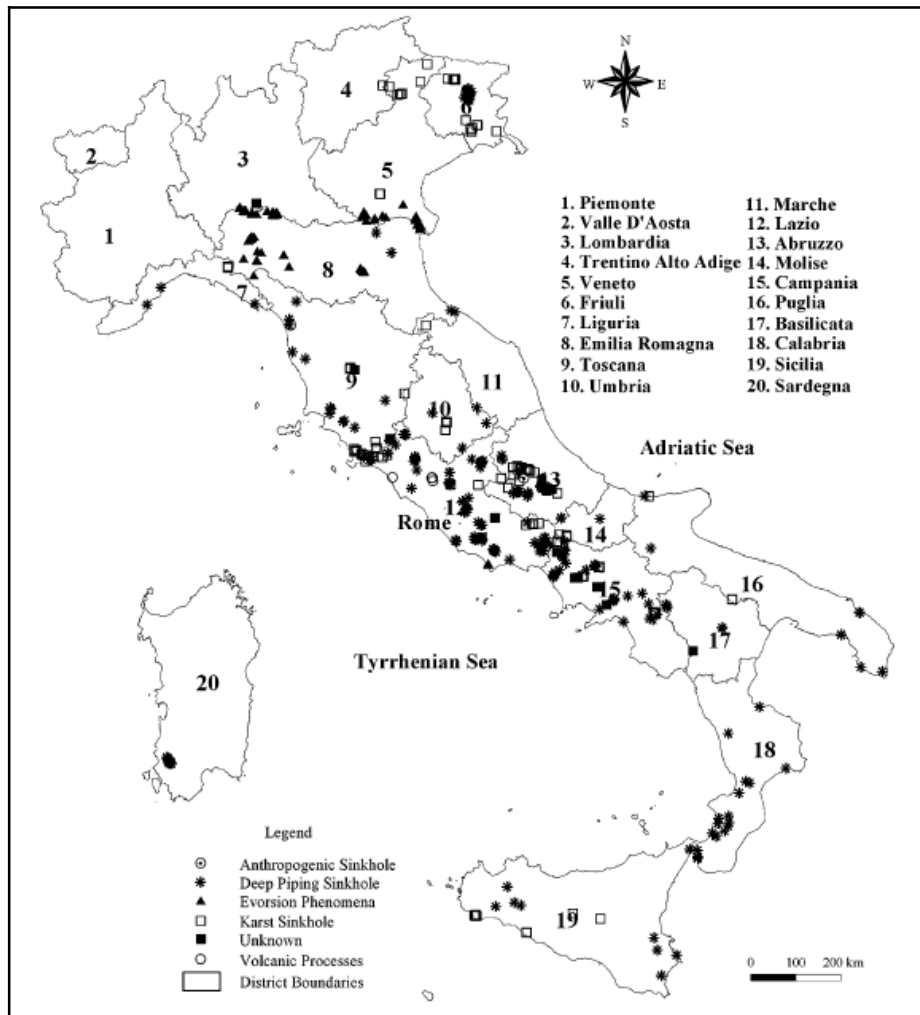 N
W E
S
4
6
2
3
5
1
8
7
1. Piemonte
2. Valle D'Aosta
3. Lombardia
4. Trentino Alto Adige
5. Veneto
6. Friuli
7. Liguria
8. Emilia Romagna
9. Toscana
10. Umbria
11. Marche
12. Lazio
13. Abruzzo
14. Molise
15. Campania
16. Puglia
17. Basilicata
18. Calabria
19. Sicilia
20. Sardegna
9
10
11
Adriatic Sea
13
12
Rome
14
15
16
17
Tyrrhenian Sea
20
18
19
Legend
Anthropogenic Sinkhole
Deep Piping Sinkhole
Evorsion Phenomena
Karst Sinkhole
Unknown
Volcanic Processes
District Boundaries
0 100 200 km